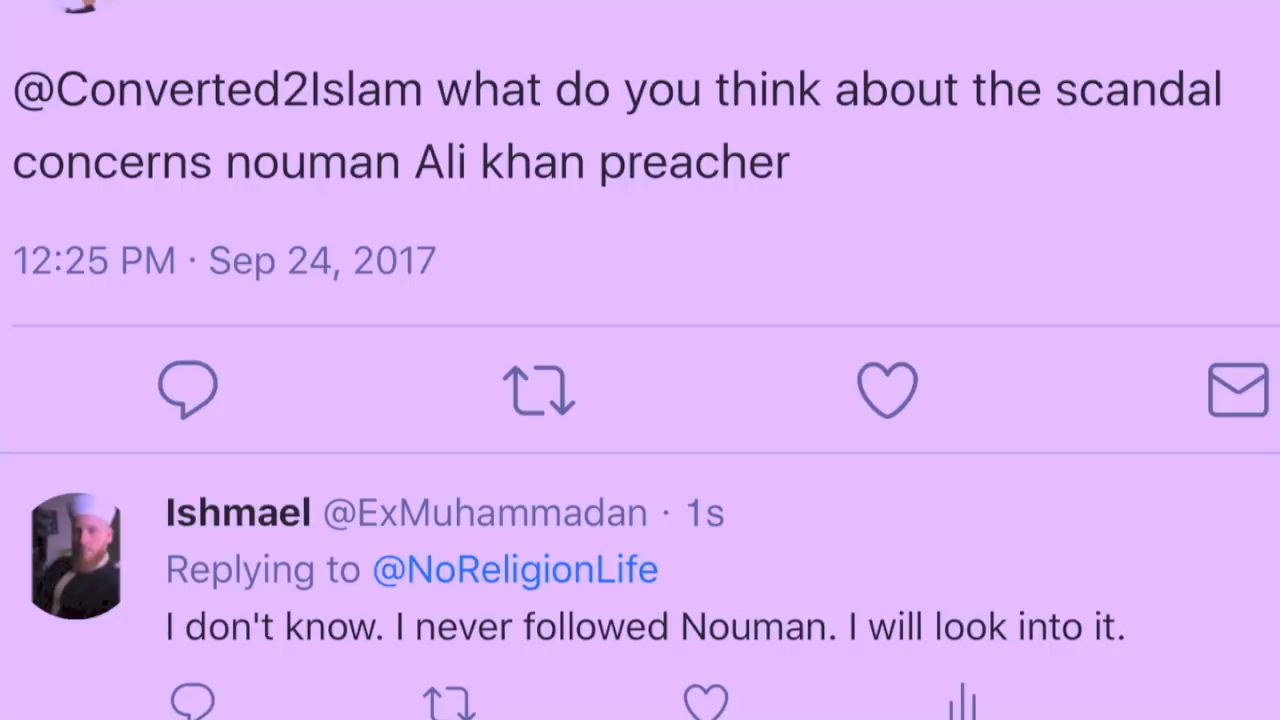 @Converted2Islam what do you think about the scandal
concerns nouman Ali khan preacher
12:25 PM · Sep 24, 2017
Ishmael @ExMuhammadan · 1s
Replying to @NoReligionLife
I don't know. I never followed Nouman. I will look into it.